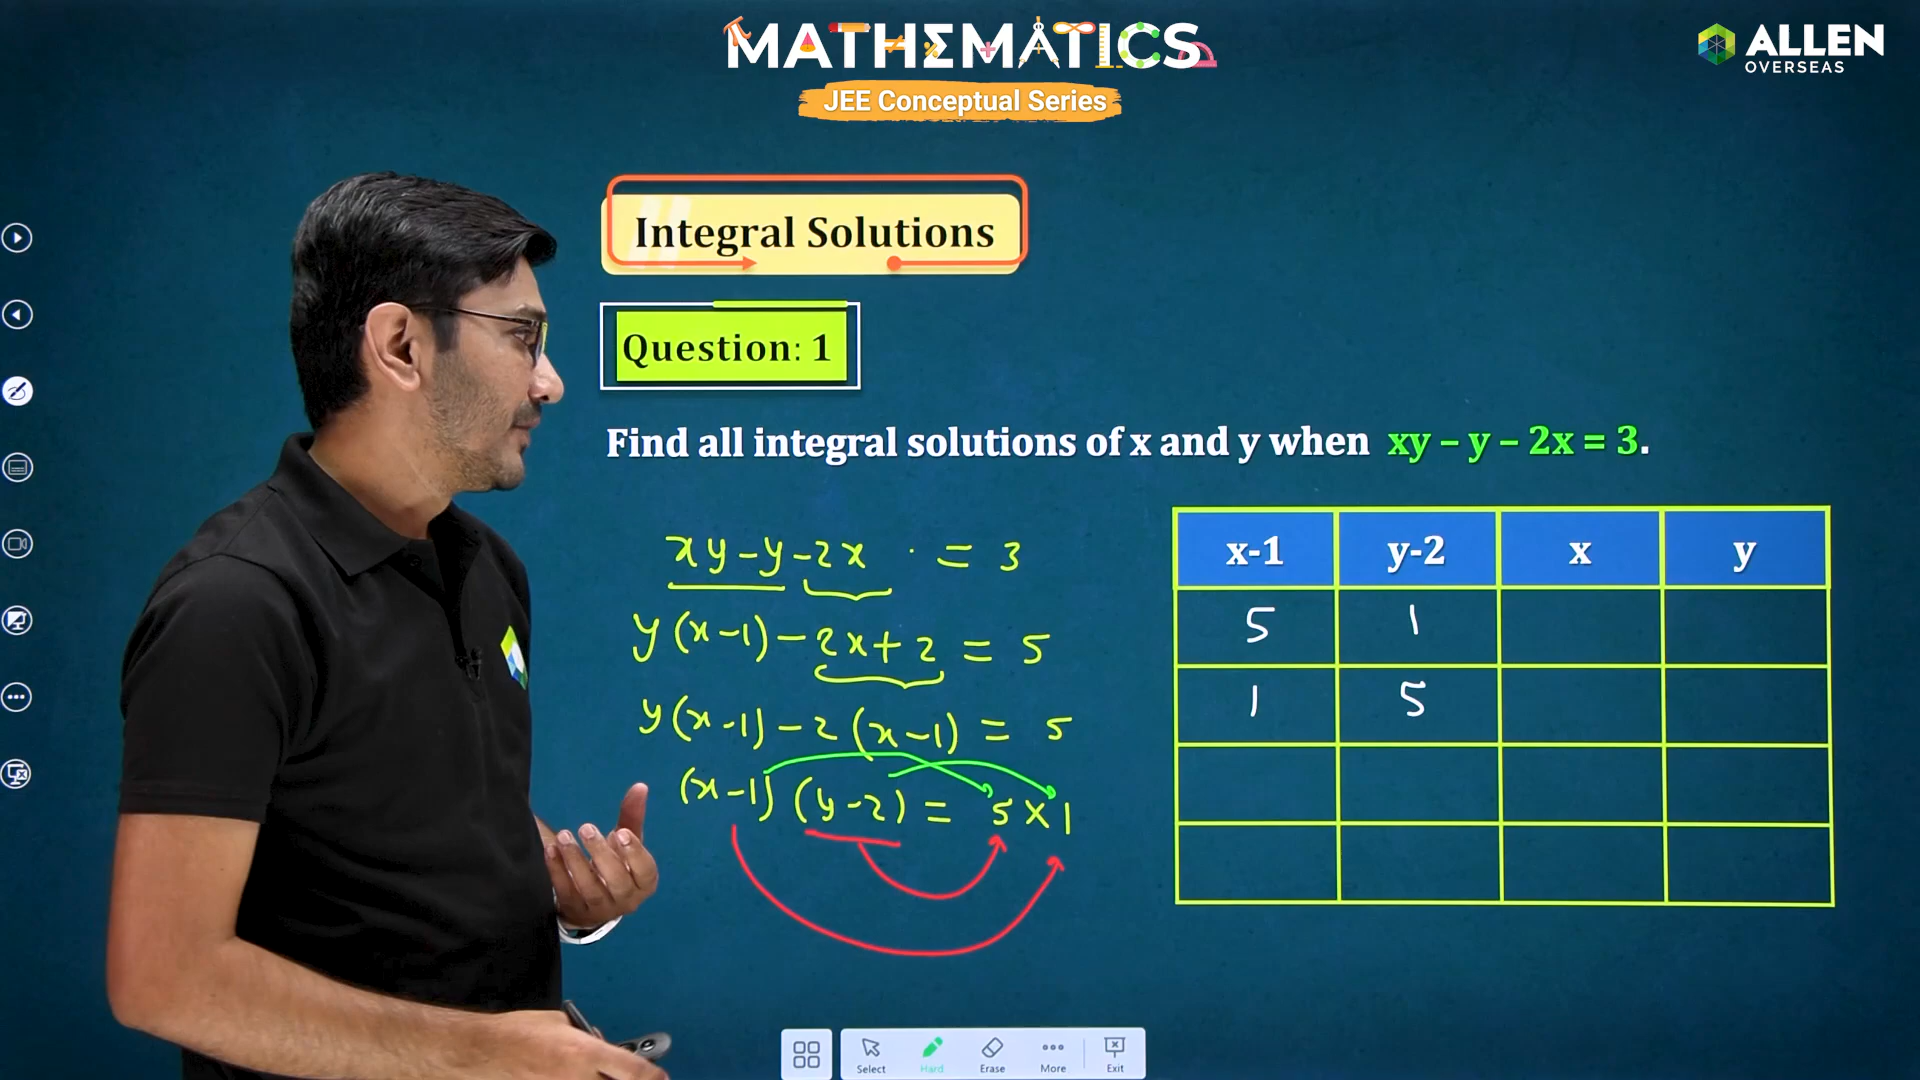 MATHEMATICS
JEE Conceptual Series
ALLEN
OVERSEAS
Integral Solutions
Question: 1
Find all integral solutions of x and y when xy – y – 2x = 3.
xy - y - 2x = 3
y(x-1) - 2x + 2 = 5
y(x-1) - 2(x-1) = 5
(x-1)(y-2) = 5 x 1
x-1 y-2 x y
5 1
1 5
Select Hard Erase More Exit